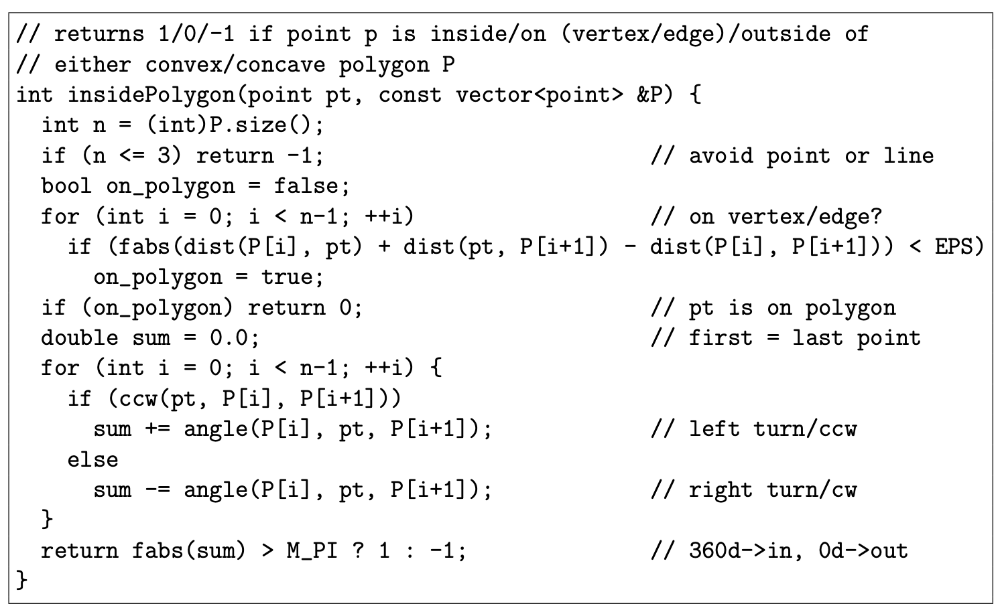 // returns 1/0/-1 if point p is inside/on (vertex/edge)/outside of
// either convex/concave polygon P
int insidePolygon(point pt, const vector<point> &P) {
  int n = (int)P.size();
  if (n <= 3) return -1;                         // avoid point or line
  bool on_polygon = false;
  for (int i = 0; i < n-1; ++i)                  // on vertex/edge?
    if (fabs(dist(P[i], pt) + dist(pt, P[i+1]) - dist(P[i], P[i+1])) < EPS)
      on_polygon = true;
  if (on_polygon) return 0;                      // pt is on polygon
  double sum = 0.0;                              // first = last point
  for (int i = 0; i < n-1; ++i) {
    if (ccw(pt, P[i], P[i+1]))
      sum += angle(P[i], pt, P[i+1]);            // left turn/ccw
    else
      sum -= angle(P[i], pt, P[i+1]);            // right turn/cw
  }
  return fabs(sum) > M_PI ? 1 : -1;              // 360d->in, 0d->out
}